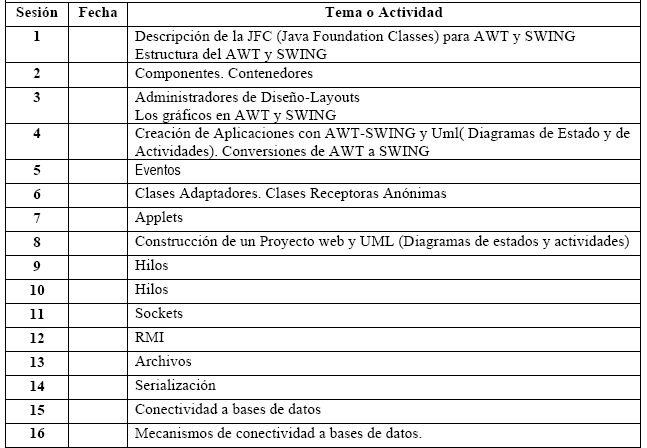 Sesión Fecha Tema o Actividad
1 Descripción de la JFC (Java Foundation Classes) para AWT y SWING
Estructura del AWT y SWING
2 Componentes. Contenedores
3 Administradores de Diseño-Layouts
Los gráficos en AWT y SWING
4 Creación de Aplicaciones con AWT-SWING y Uml( Diagramas de Estado y de
Actividades). Conversiones de AWT a SWING
5 Eventos
6 Clases Adaptadores. Clases Receptoras Anónimas
7 Applets
8 Construcción de un Proyecto web y UML (Diagramas de estados y actividades)
9 Hilos
10 Hilos
11 Sockets
12 RMI
13 Archivos
14 Serialización
15 Conectividad a bases de datos
16 Mecanismos de conectividad a bases de datos.